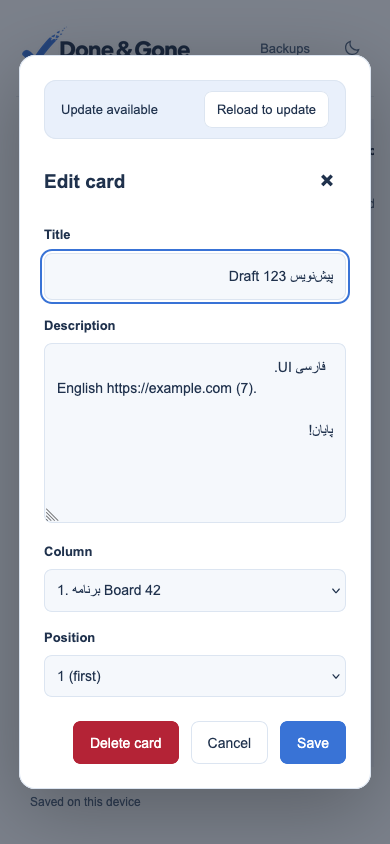 Done & Gone
Backups
Update available
Reload to update
Edit card
Title
پیش‌نویس Draft 123
Description
فارسی UI.
English https://example.com (7).
پایان!
Column
1. برنامه Board 42
Position
1 (first)
Delete card
Cancel
Save
Saved on this device